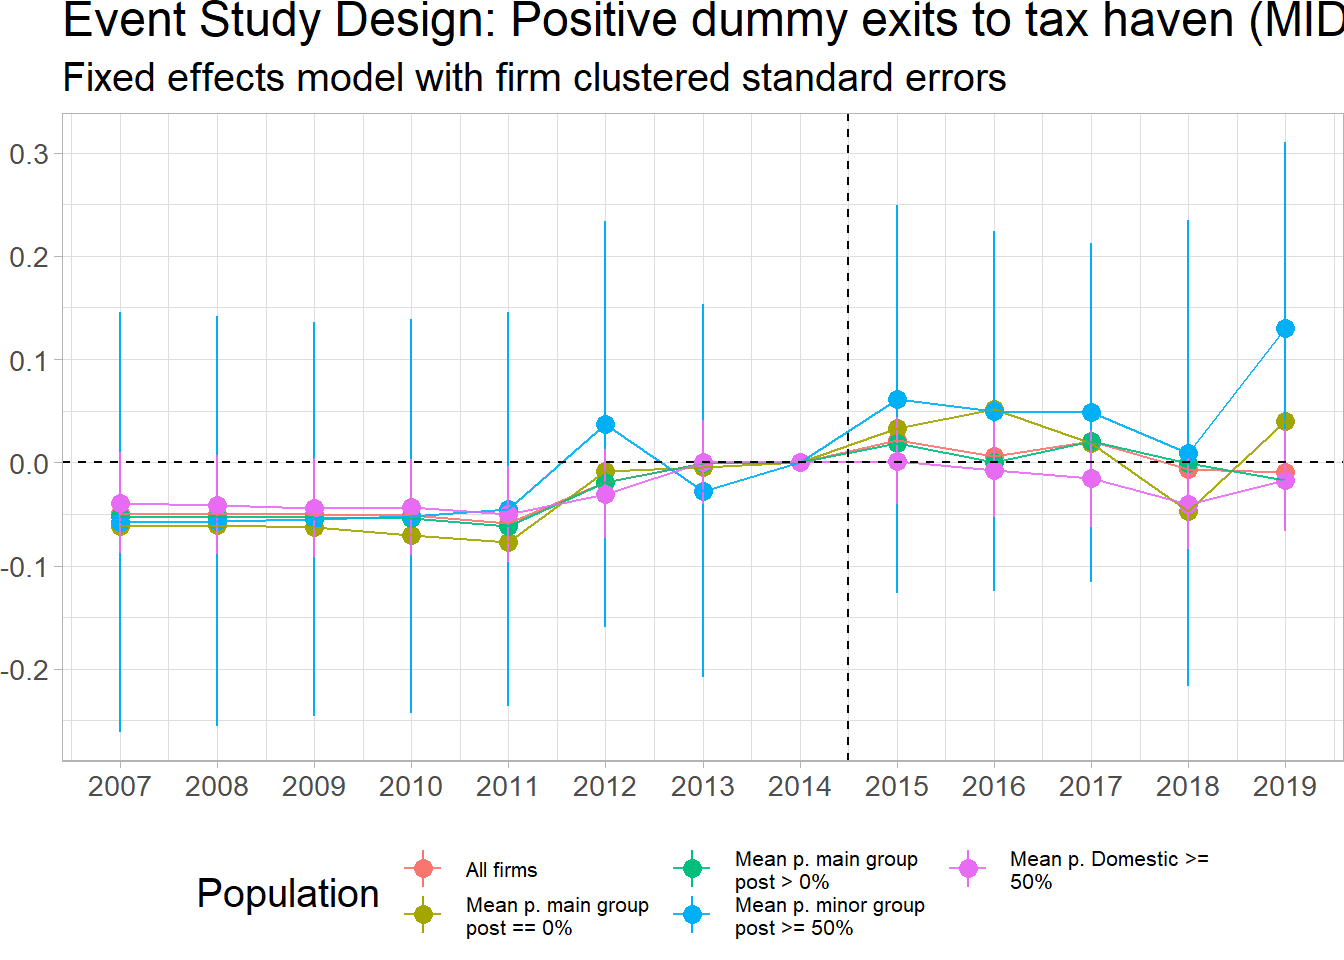 Event Study Design: Positive dummy exits to tax haven (MID
Fixed effects model with firm clustered standard errors
0.3
0.2
0.1
0.0
-0.1
-0.2
2007 2008 2009 2010 2011 2012 2013 2014 2015 2016 2017 2018 2019
Population
All firms
Mean p. main group
post == 0%
Mean p. main group
post > 0%
Mean p. minor group
post >= 50%
Mean p. Domestic >=
50%